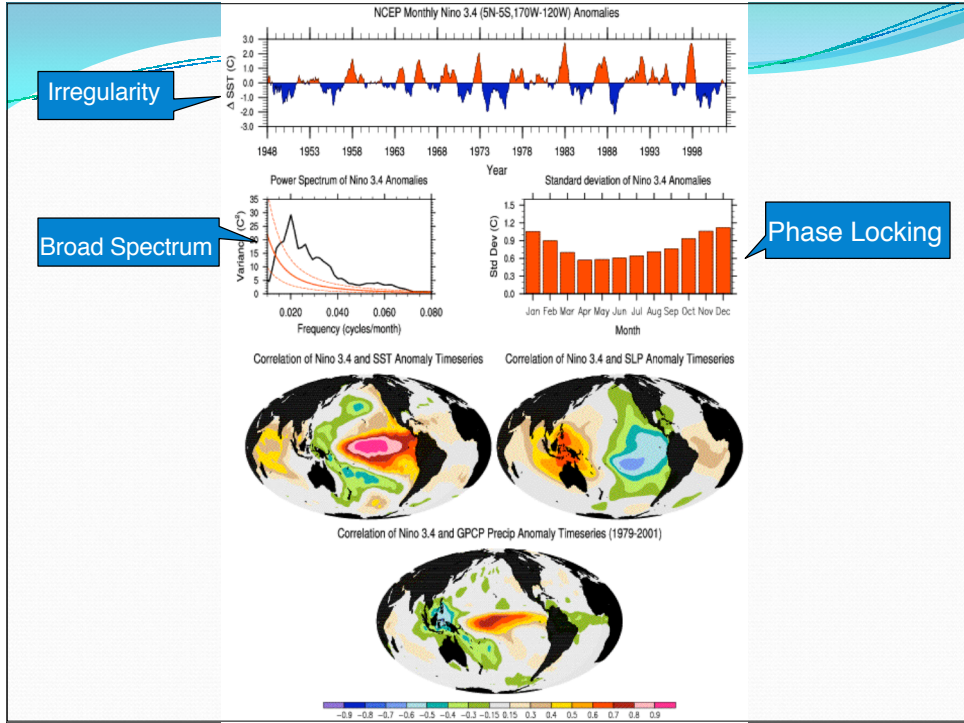 NCEP Monthly Nino 3.4 (5N-5S,170W-120W) Anomalies
Irregularity
Δ SST (C)
3.0
2.0
1.0
0.0
-1.0
-2.0
-3.0
1948 1953 1958 1963 1968 1973 1978 1983 1988 1993 1998
Year
Power Spectrum of Nino 3.4 Anomalies
Broad Spectrum
Variance (C²)
35
30
25
20
15
10
5
0
0.020 0.040 0.060 0.080
Frequency (cycles/month)
Standard deviation of Nino 3.4 Anomalies
Phase Locking
Std Dev (C)
1.5
1.2
0.9
0.6
0.3
0.0
Jan Feb Mar Apr May Jun Jul Aug Sep Oct Nov Dec
Month
Correlation of Nino 3.4 and SST Anomaly Timeseries
Correlation of Nino 3.4 and SLP Anomaly Timeseries
Correlation of Nino 3.4 and GPCP Precip Anomaly Timeseries (1979-2001)
-0.9 -0.8 -0.7 -0.6 -0.5 -0.4 -0.3 -0.15 0.15 0.3 0.4 0.5 0.6 0.7 0.8 0.9